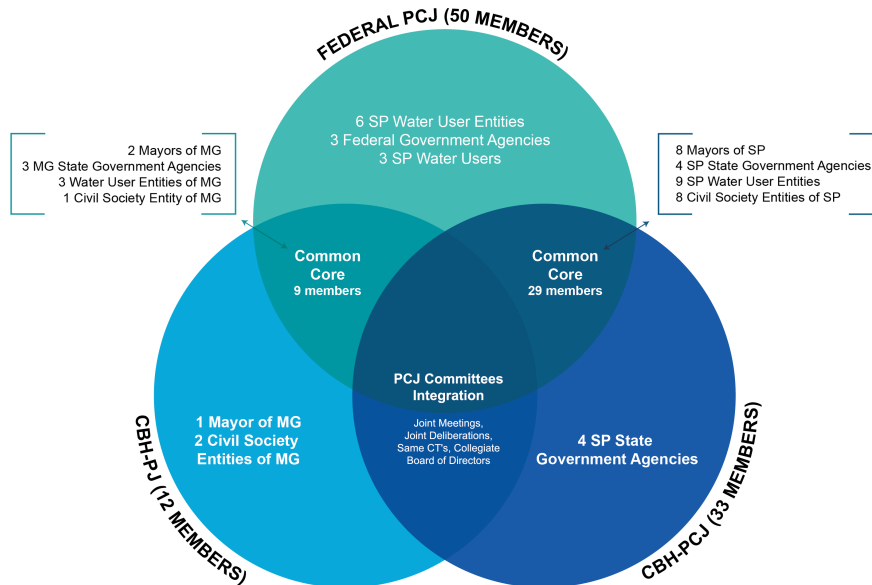 FEDERAL PCJ (50 MEMBERS)
6 SP Water User Entities
3 Federal Government Agencies
3 SP Water Users
2 Mayors of MG
3 MG State Government Agencies
3 Water User Entities of MG
1 Civil Society Entity of MG
8 Mayors of SP
4 SP State Government Agencies
9 SP Water User Entities
8 Civil Society Entities of SP
Common
Core
9 members
Common
Core
29 members
PCJ Committees
Integration
Joint Meetings,
Joint Deliberations,
Same CT's, Collegiate
Board of Directors
1 Mayor of MG
2 Civil Society
Entities of MG
4 SP State
Government Agencies
CBH-PJ (12 MEMBERS)
CBH-PCJ (33 MEMBERS)